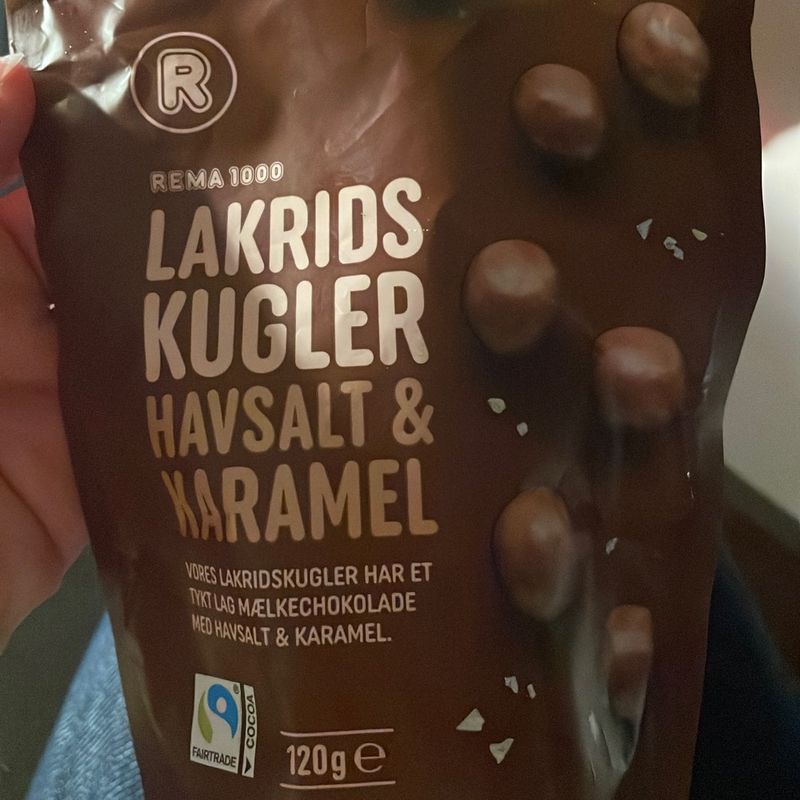 R
REMA 1000
LAKRIDS
KUGLER
HAVSALT &
KARAMEL
VORES LAKRIDSKUGLER HAR ET
TYKT LAG MÆLKECHOKOLADE
MED HAVSALT & KARAMEL.
FAIRTRADE
®
COCOA
120g e